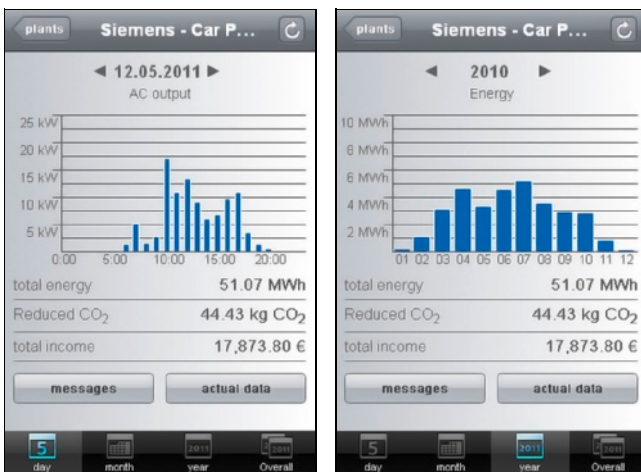 plants Siemens - Car P...
12.05.2011
AC output
25 kW
20 kW
15 kW
10 kW
5 kW
0:00 5:00 10:00 15:00 20:00
total energy 51.07 MWh
Reduced CO2 44.43 kg CO2
total income 17,873.80 €
messages actual data
5 2011 2011
day month year Overall
plants Siemens - Car P...
2010
Energy
10 MWh
8 MWh
6 MWh
4 MWh
2 MWh
01 02 03 04 05 06 07 08 09 10 11 12
total energy 51.07 MWh
Reduced CO2 44.43 kg CO2
total income 17,873.80 €
messages actual data
5 2011 2011
day month year Overall